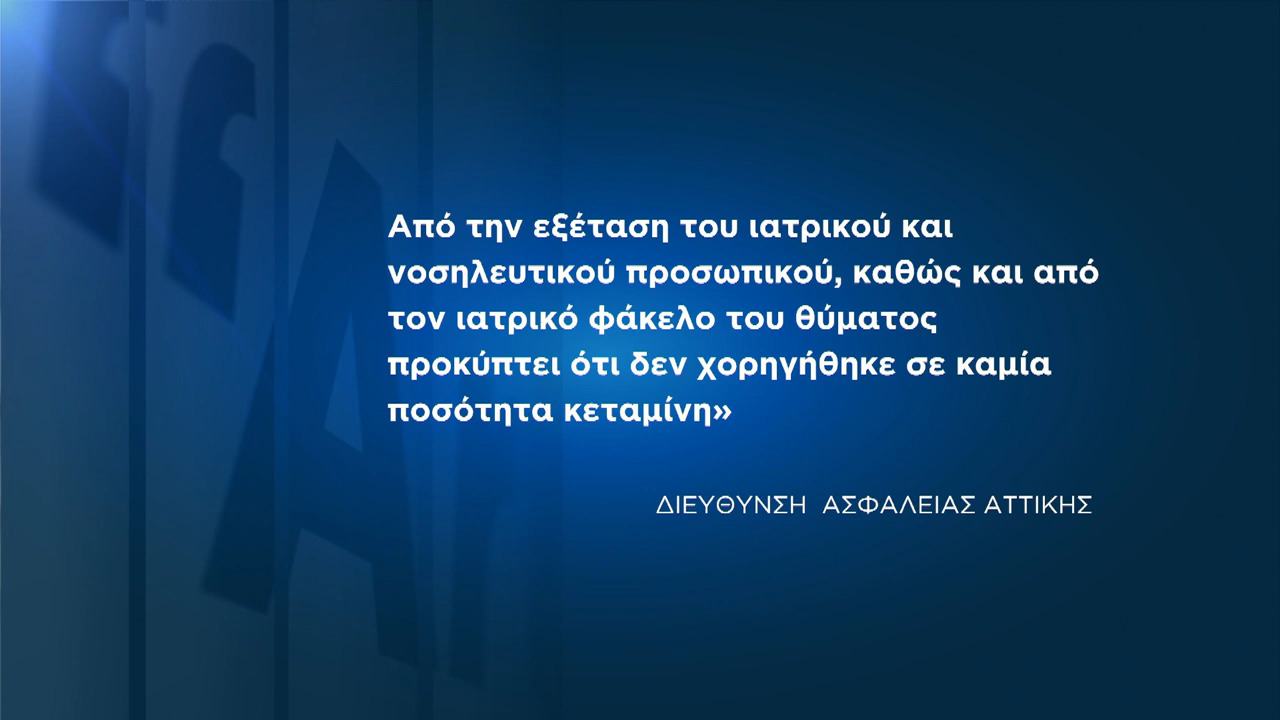 Από την εξέταση του ιατρικού και
νοσηλευτικού προσωπικού, καθώς και από
τον ιατρικό φάκελο του θύματος
προκύπτει ότι δεν χορηγήθηκε σε καμία
ποσότητα κεταμίνη»
ΔΙΕΥΘΥΝΣΗ ΑΣΦΑΛΕΙΑΣ ΑΤΤΙΚΗΣ